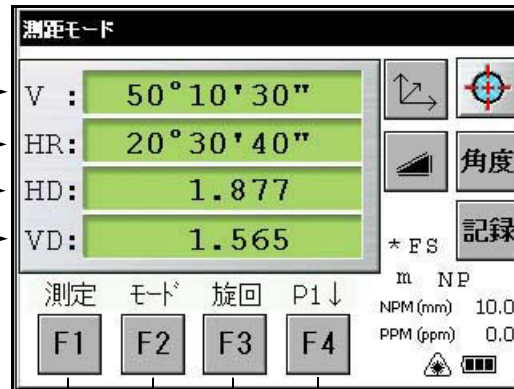 測距モード
V : 50°10'30"
HR: 20°30'40"
HD: 1.877
VD: 1.565
角度
記録
*FS
m NP
NPM (mm) 10.0
PPM (ppm) 0.0
測定 モード 旋回 P1↓
F1 F2 F3 F4